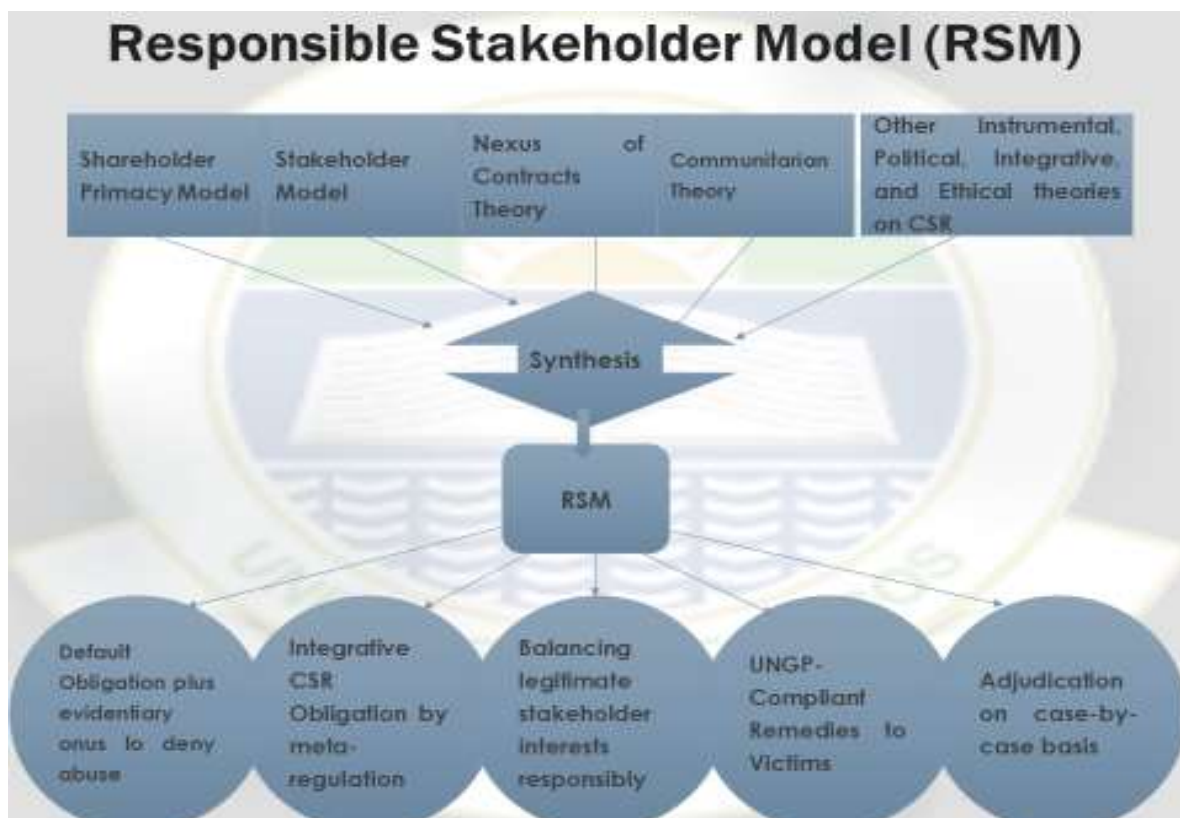 Responsible Stakeholder Model (RSM)
Shareholder
Primacy Model
Stakeholder
Model
Nexus of
Contracts
Theory
Communitarian
Theory
Other Instrumental,
Political, Integrative,
and Ethical theories
on CSR
Synthesis
RSM
Default
Obligation plus
evidentiary
onus to deny
abuse
Integrative
CSR
Obligation by
meta-
regulation
Balancing
legitimate
stakeholder
interests
responsibly
UNGP-
Compliant
Remedies to
Victims
Adjudication
on case-by-
case basis